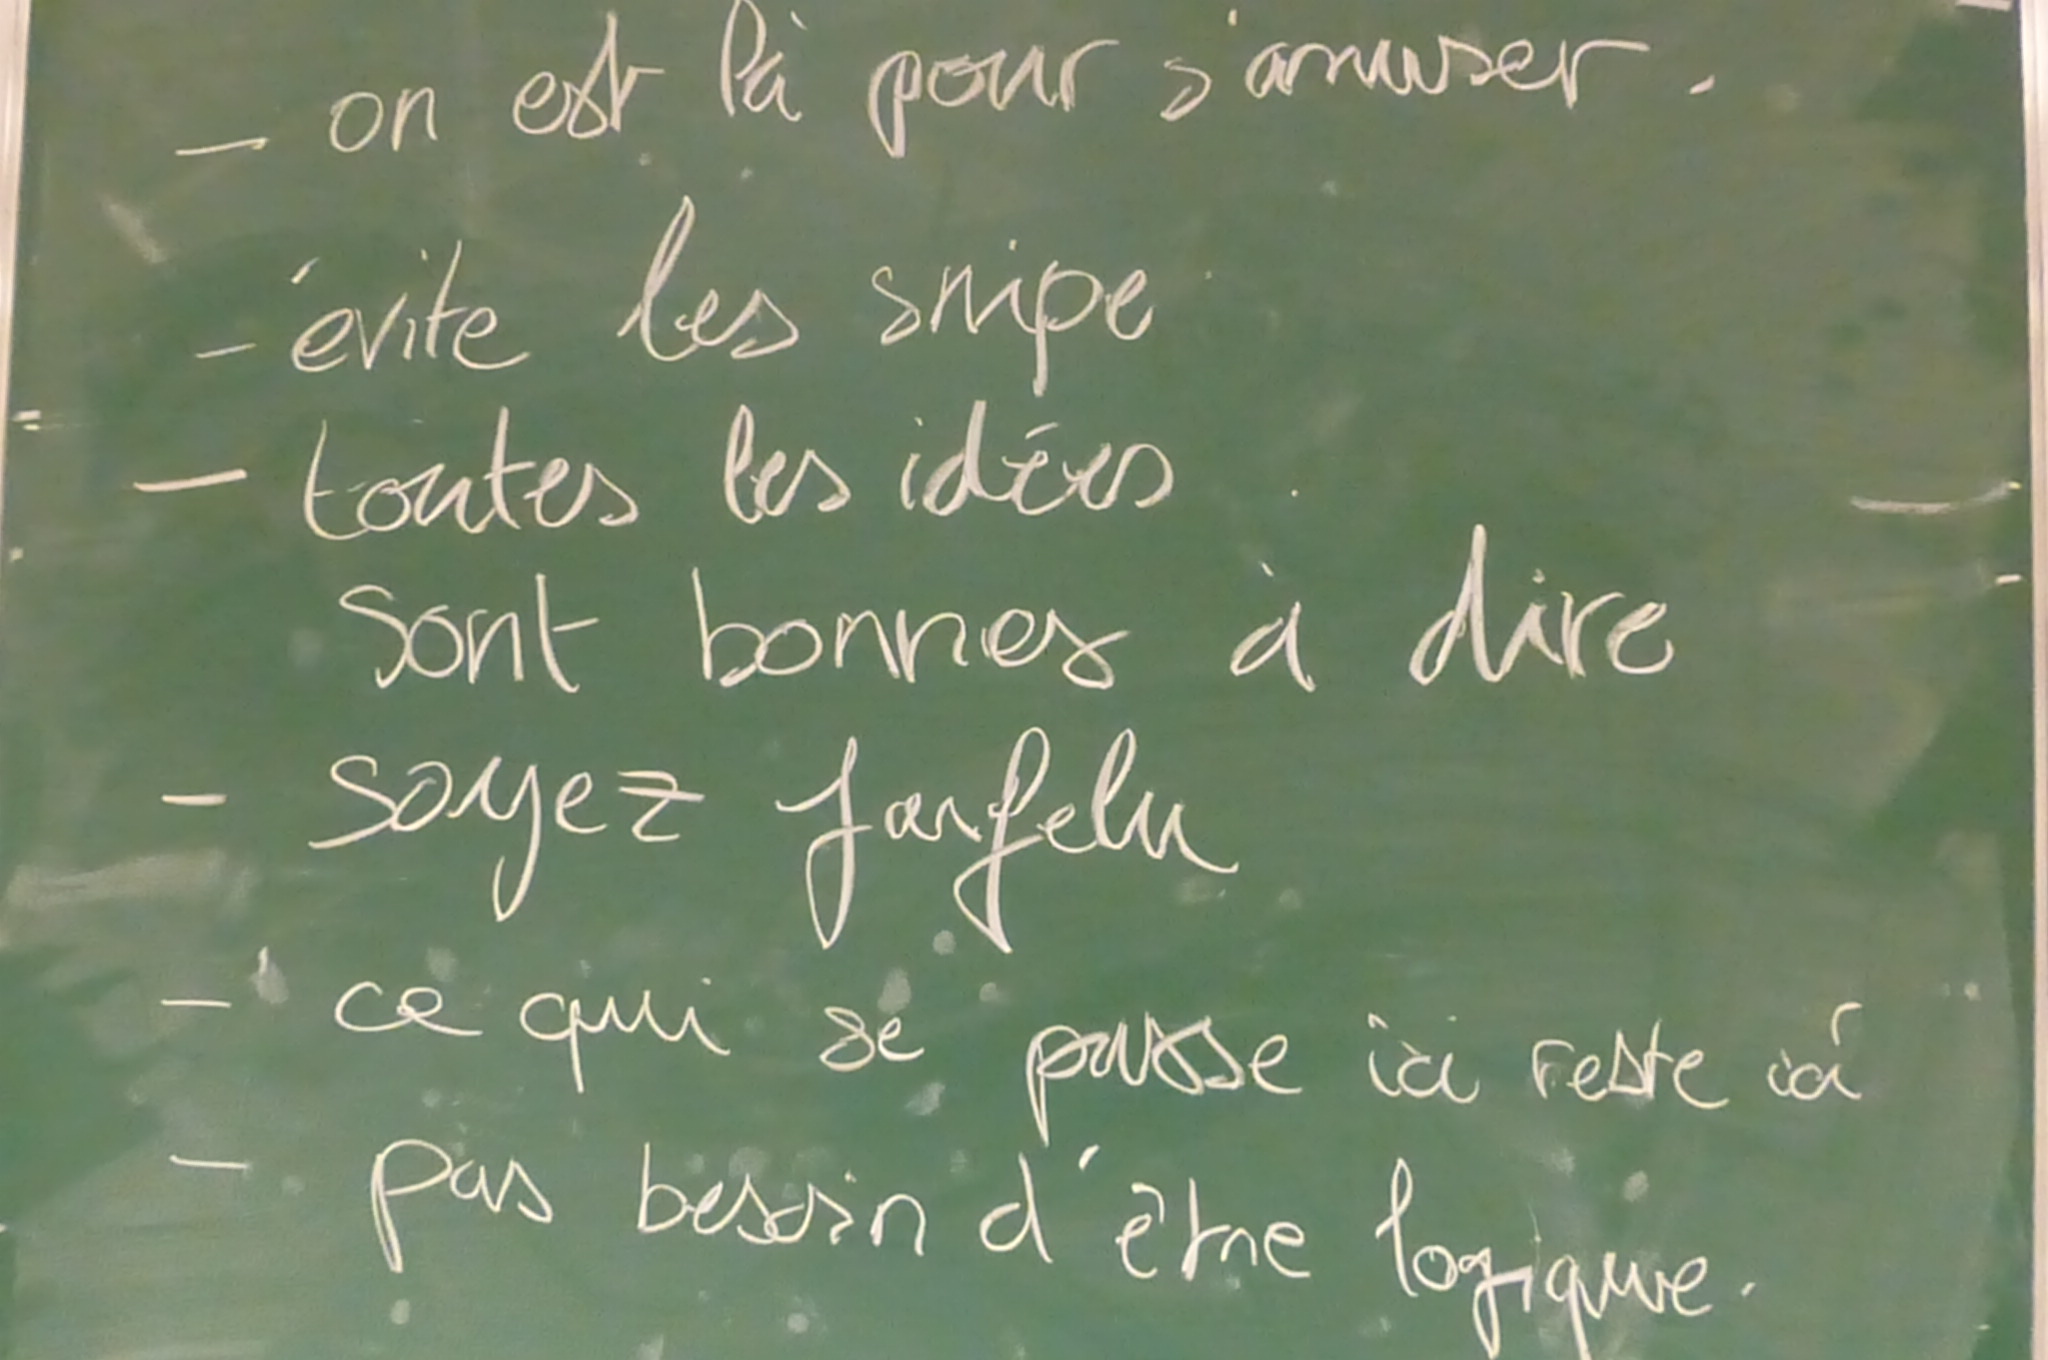 - on est là pour s'amuser.
- évite les snipe
- toutes les idées
sont bonnes à dire
- soyez farfelu
- ce qui se passe ici reste ici
- pas besoin d'être logique.